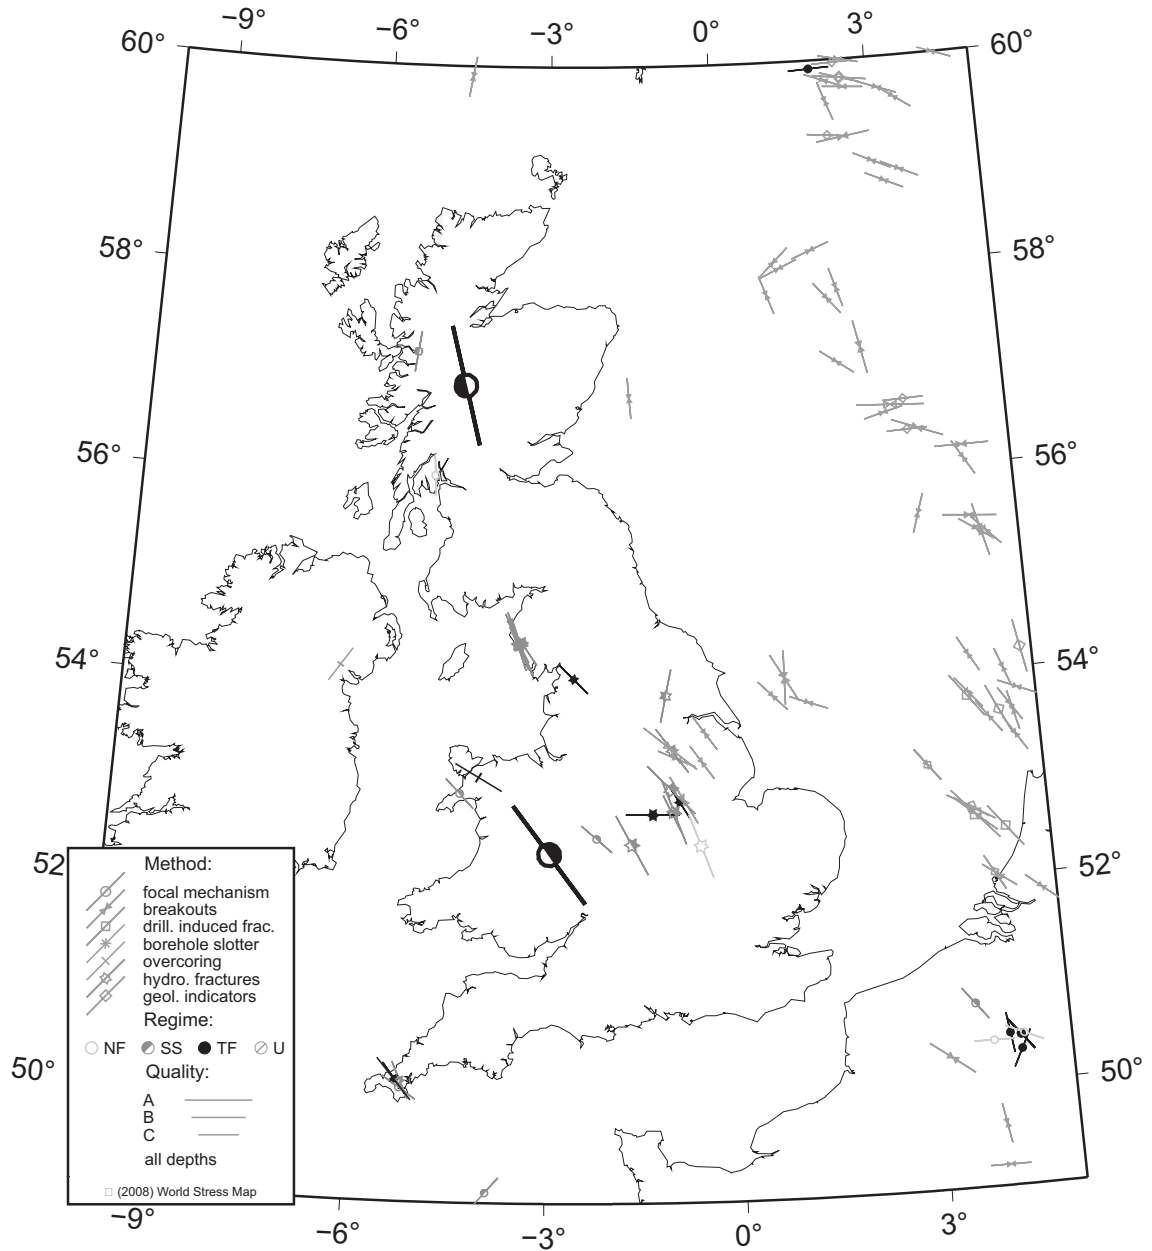 −9° −6° −3° 0° 3°
60° 60°
58° 58°
56° 56°
54° 54°
52 52°
50° 50°
Method:
focal mechanism
breakouts
drill. induced frac.
borehole slotter
overcoring
hydro. fractures
geol. indicators
Regime:
NF SS TF U
Quality:
A
B
C
all depths
(2008) World Stress Map
−9° −6° −3° 0° 3°